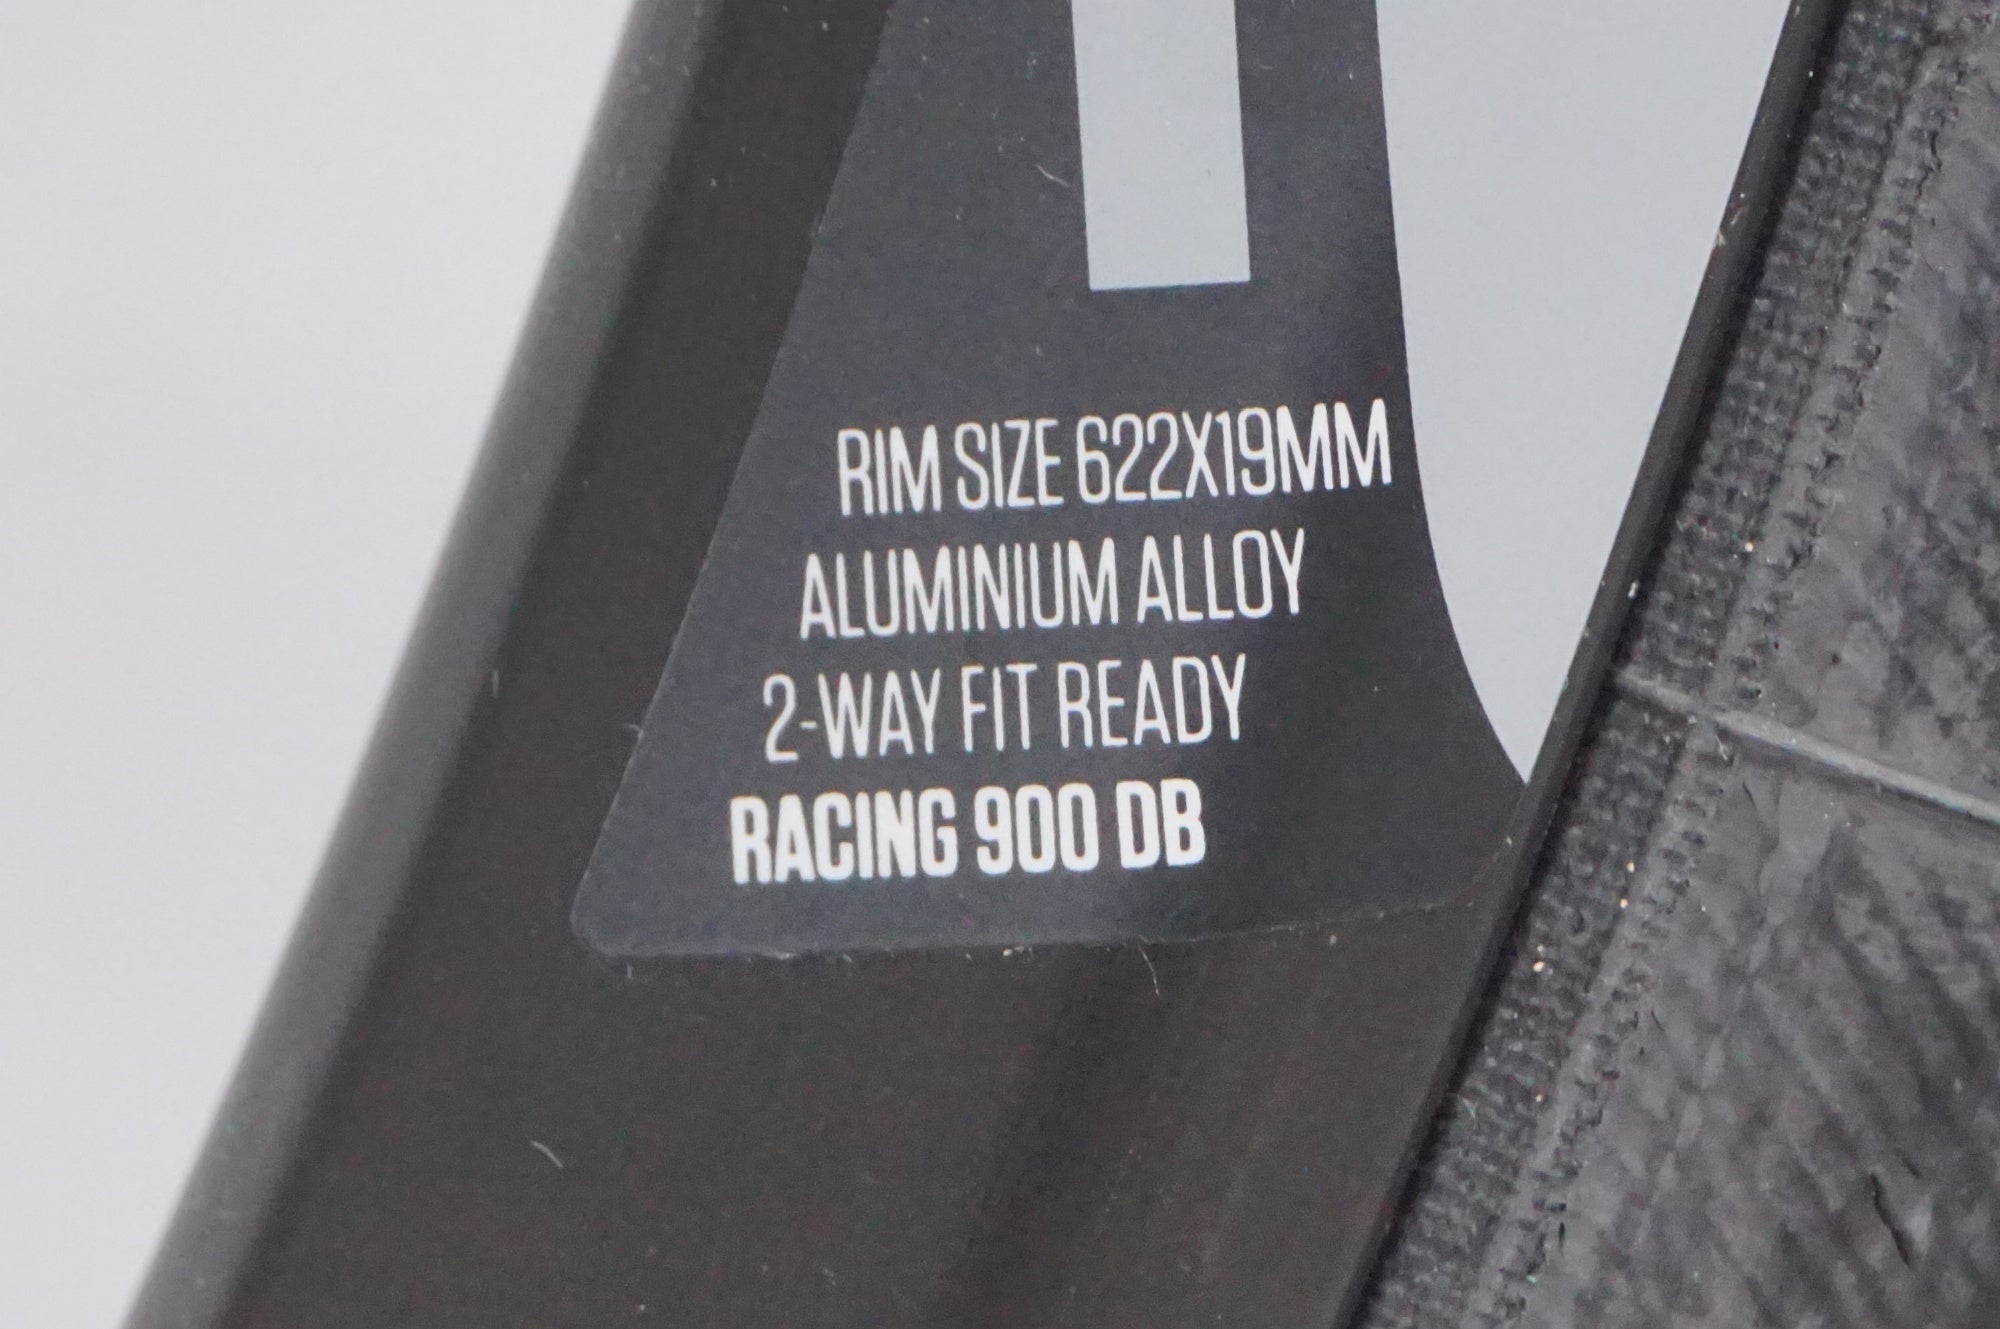 RIM SIZE 622X19MM
ALUMINIUM ALLOY
2-WAY FIT READY
RACING 900 DB